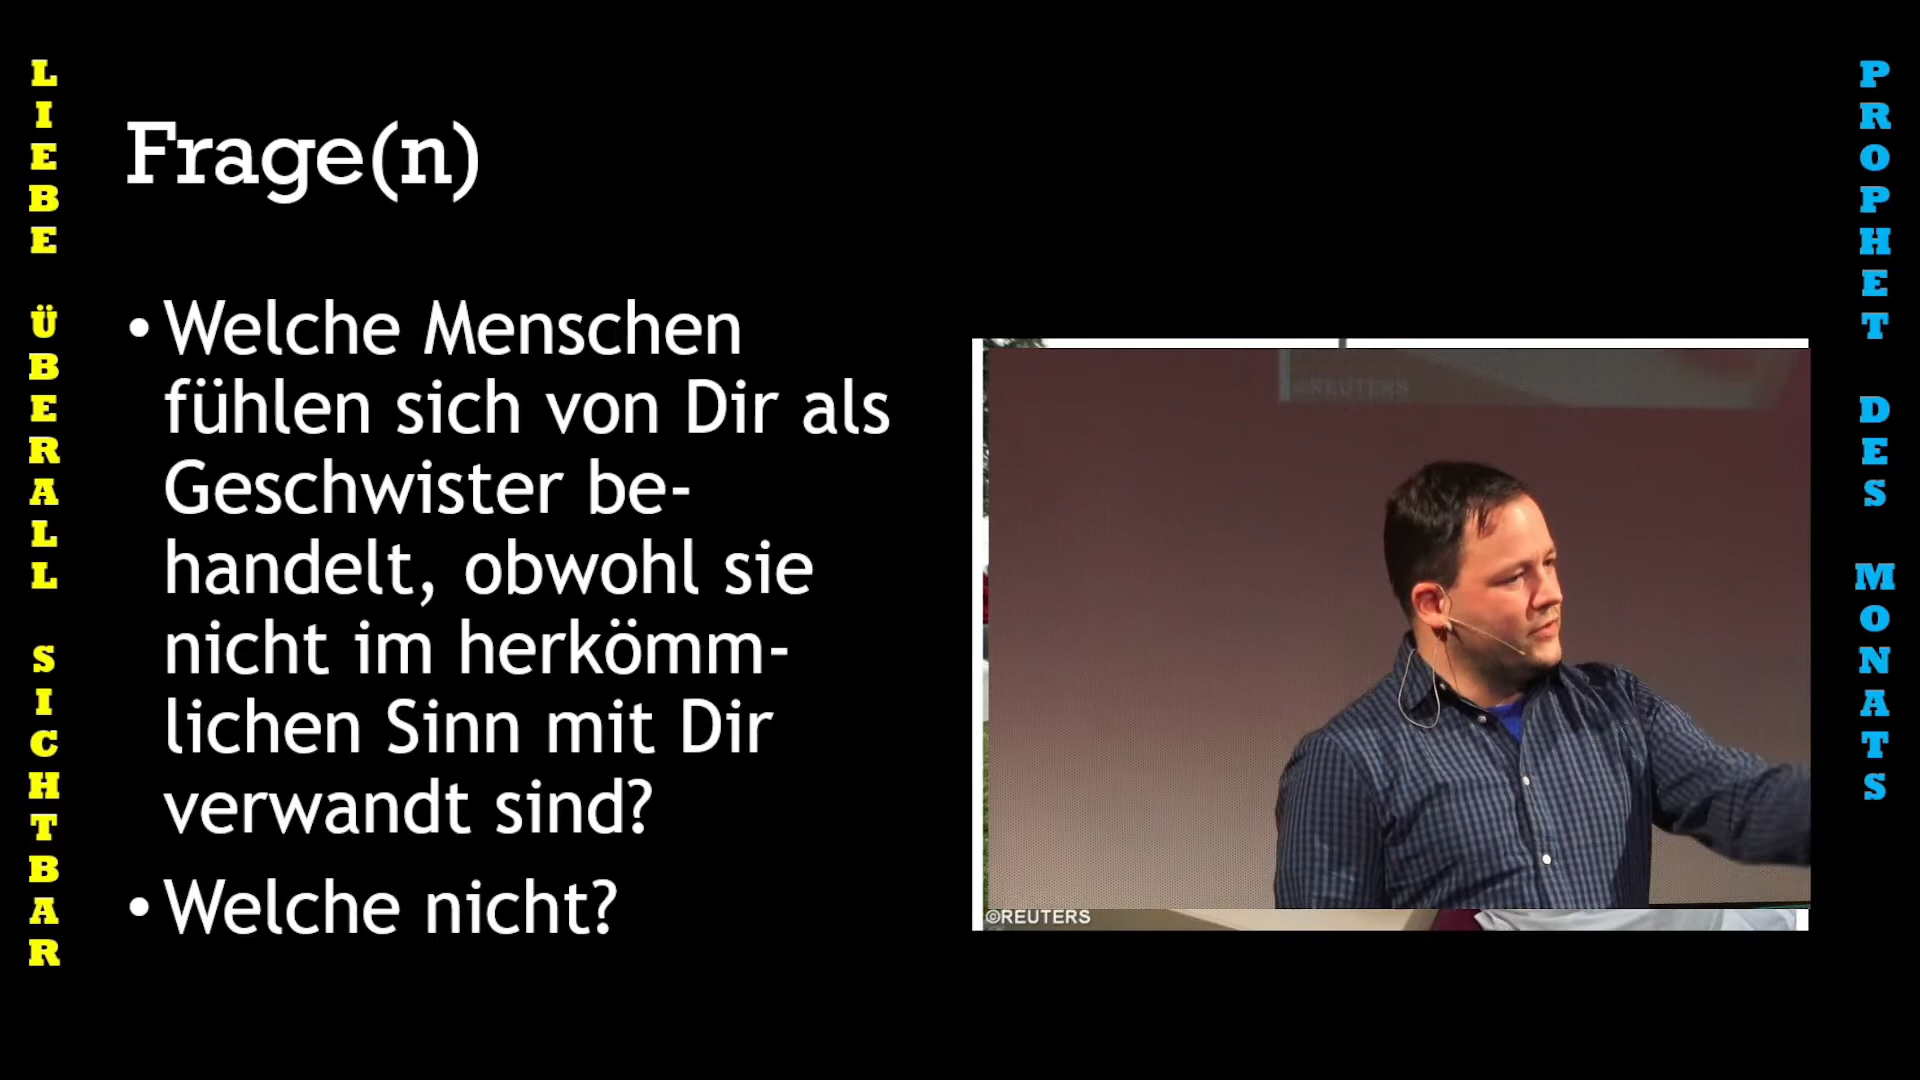 LIEBE ÜBERALL SICHTBAR
Frage(n)
• Welche Menschen
fühlen sich von Dir als
Geschwister be-
handelt, obwohl sie
nicht im herkömm-
lichen Sinn mit Dir
verwandt sind?
• Welche nicht?
©REUTERS
©REUTERS
PROPHET DES MONATS